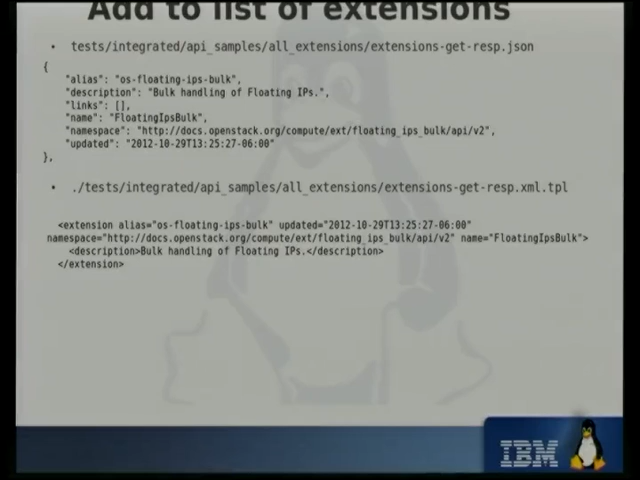 Add to list of extensions
• tests/integrated/api_samples/all_extensions/extensions-get-resp.json
{
"alias": "os-floating-ips-bulk",
"description": "Bulk handling of Floating IPs.",
"links": [],
"name": "FloatingIpsBulk",
"namespace": "http://docs.openstack.org/compute/ext/floating_ips_bulk/api/v2",
"updated": "2012-10-29T13:25:27-06:00"
},
• ./tests/integrated/api_samples/all_extensions/extensions-get-resp.xml.tpl
<extension alias="os-floating-ips-bulk" updated="2012-10-29T13:25:27-06:00"
namespace="http://docs.openstack.org/compute/ext/floating_ips_bulk/api/v2" name="FloatingIpsBulk">
<description>Bulk handling of Floating IPs.</description>
</extension>
IBM